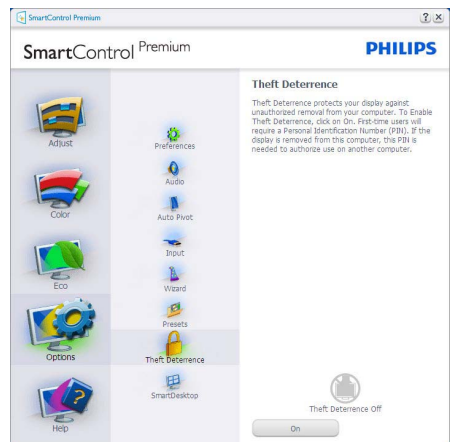 SmartControl Premium
? ×
SmartControl Premium
PHILIPS
Adjust
Color
Eco
Options
Help
Preferences
Audio
Auto Pivot
Input
Wizard
Presets
Theft Deterrence
SmartDesktop
Theft Deterrence
Theft Deterrence protects your display against
unauthorized removal from your computer. To Enable
Theft Deterrence, click on On. First-time users will
require a Personal Identification Number (PIN). If the
display is removed from this computer, this PIN is
needed to authorize use on another computer.
Theft Deterrence Off
On